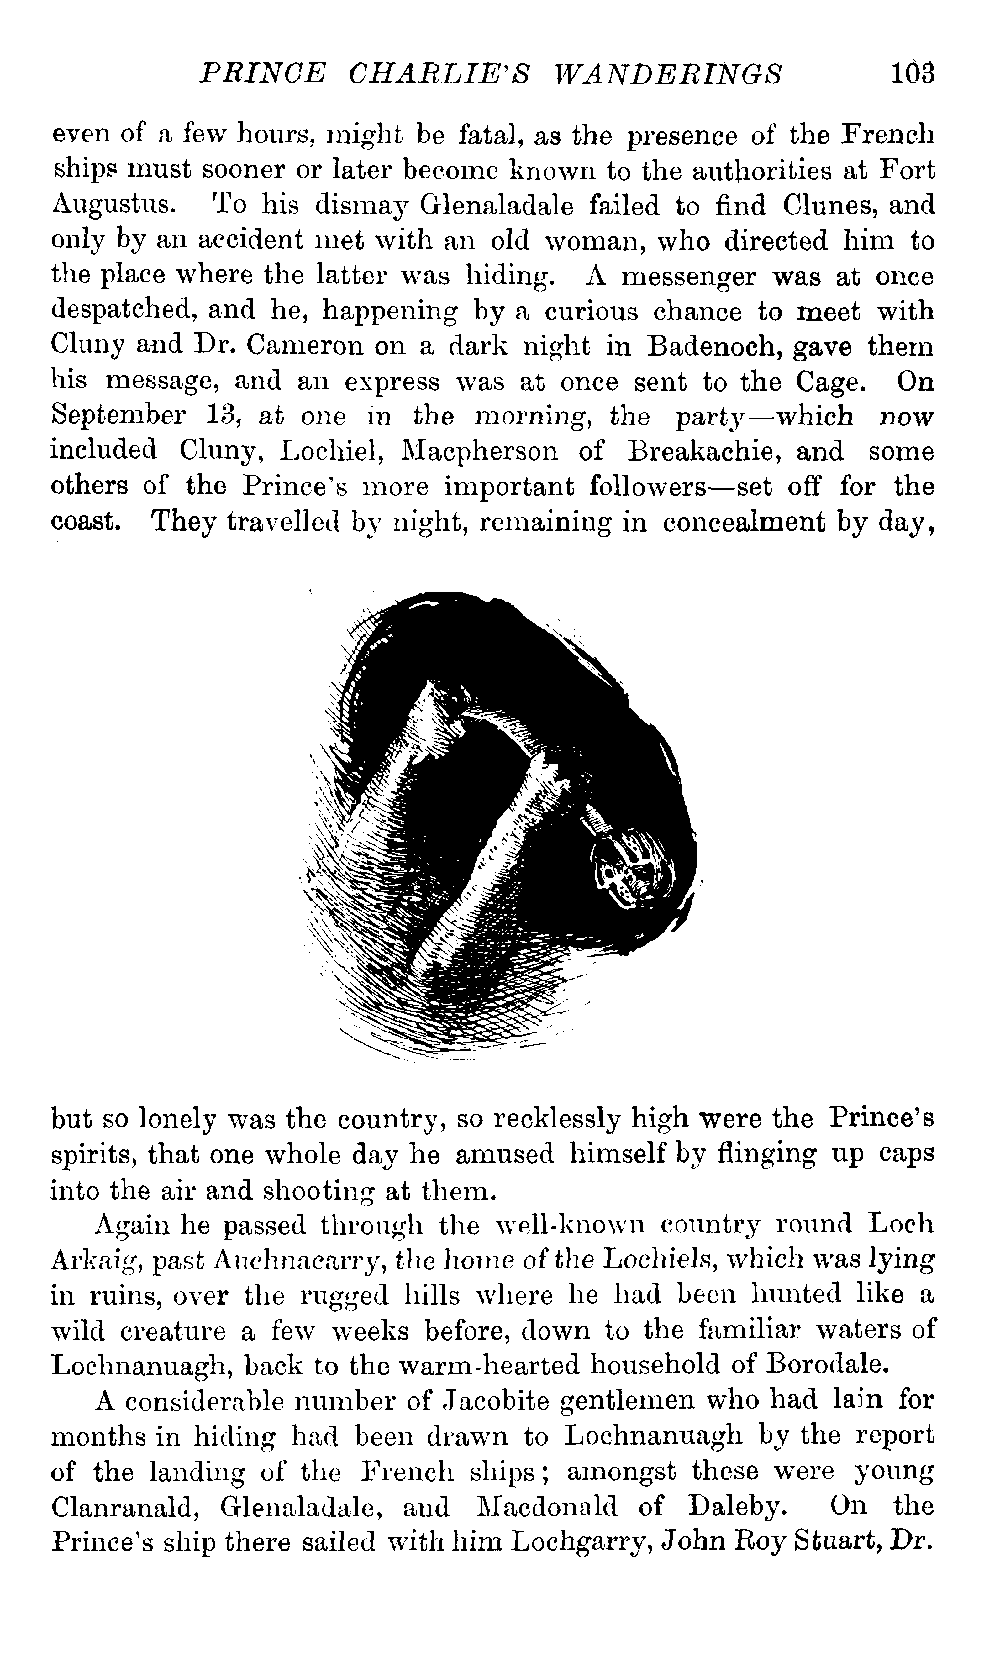 PRINCE CHARLIE'S WANDERINGS 103
even of a few hours, might be fatal, as the presence of the French
ships must sooner or later become known to the authorities at Fort
Augustus. To his dismay Glenaladale failed to find Clunes, and
only by an accident met with an old woman, who directed him to
the place where the latter was hiding. A messenger was at once
despatched, and he, happening by a curious chance to meet with
Cluny and Dr. Cameron on a dark night in Badenoch, gave them
his message, and an express was at once sent to the Cage. On
September 13, at one in the morning, the party—which now
included Cluny, Lochiel, Macpherson of Breakachie, and some
others of the Prince's more important followers—set off for the
coast. They travelled by night, remaining in concealment by day,
but so lonely was the country, so recklessly high were the Prince's
spirits, that one whole day he amused himself by flinging up caps
into the air and shooting at them.
Again he passed through the well-known country round Loch
Arkaig, past Auchnacarry, the home of the Lochiels, which was lying
in ruins, over the rugged hills where he had been hunted like a
wild creature a few weeks before, down to the familiar waters of
Lochnanuagh, back to the warm-hearted household of Borodale.
A considerable number of Jacobite gentlemen who had lain for
months in hiding had been drawn to Lochnanuagh by the report
of the landing of the French ships; amongst these were young
Clanranald, Glenaladale, and Macdonald of Daleby. On the
Prince's ship there sailed with him Lochgarry, John Roy Stuart, Dr.